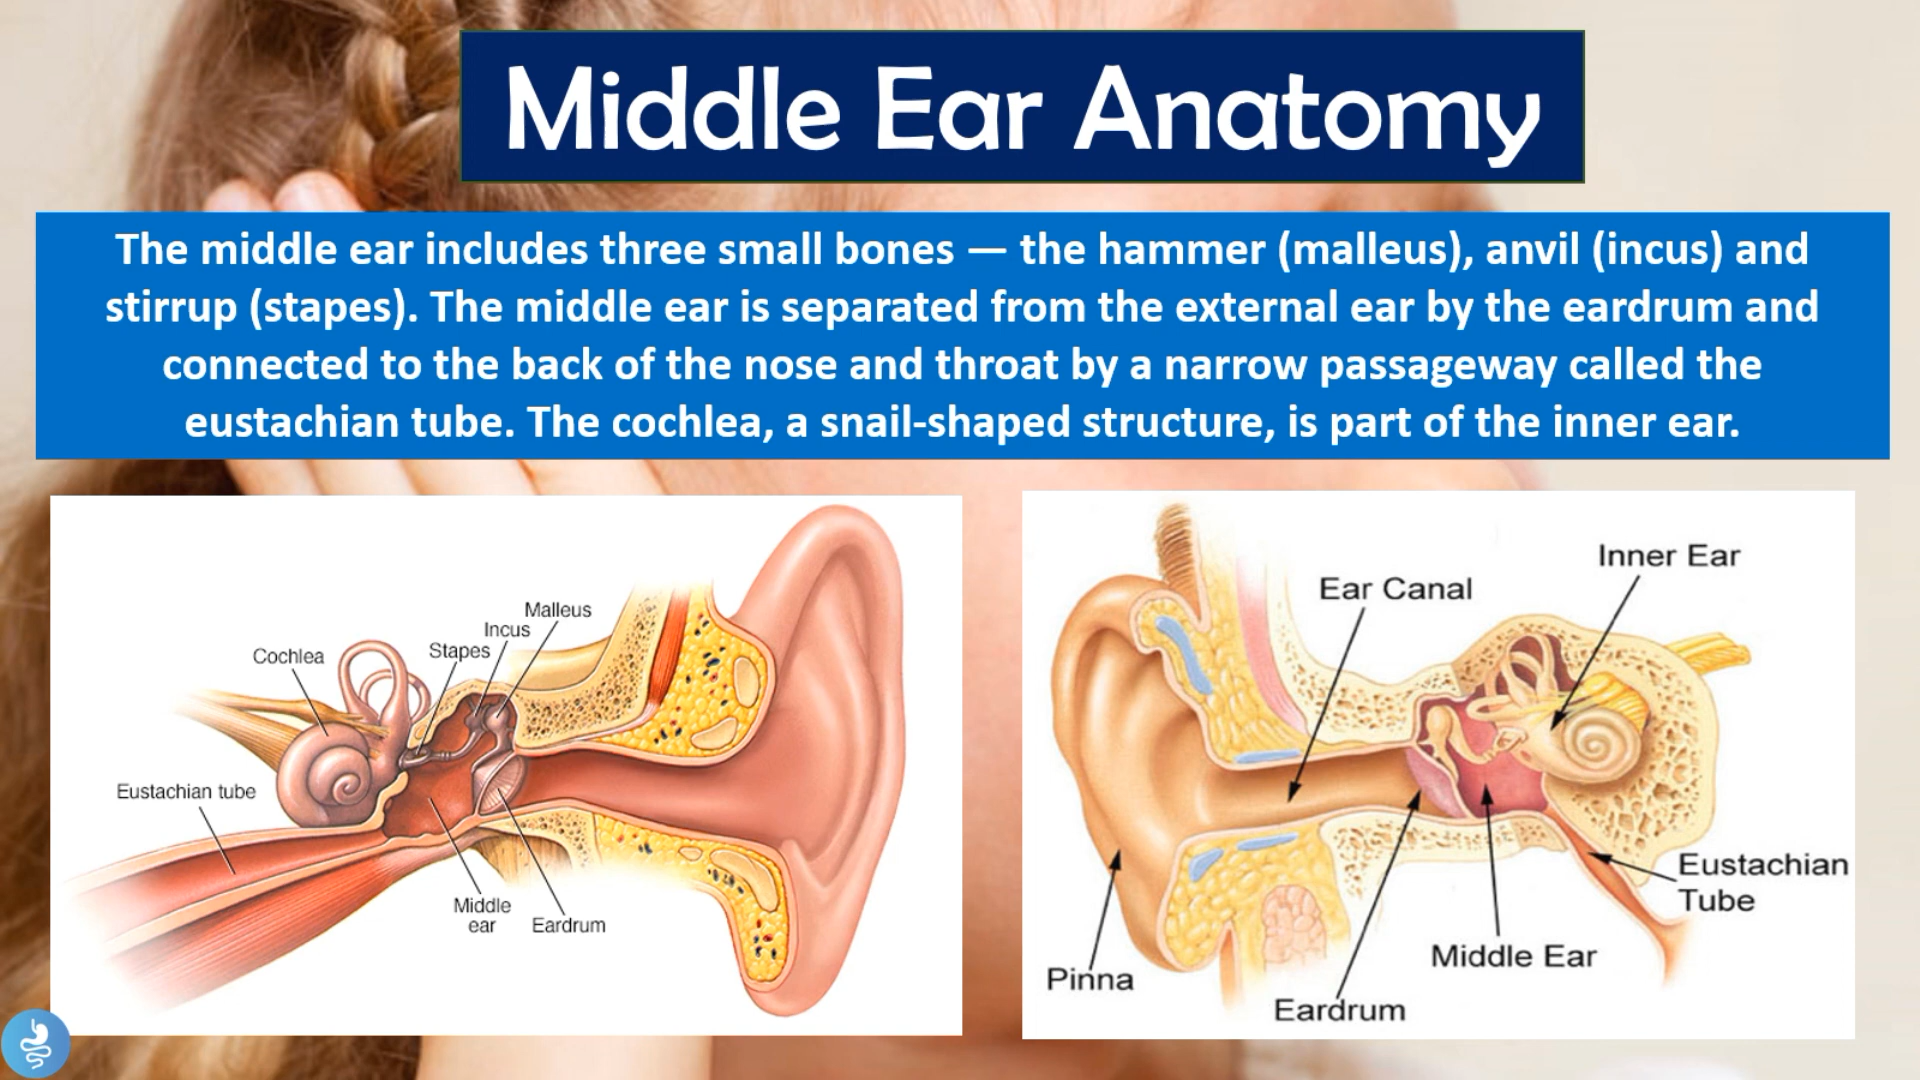 Middle Ear Anatomy
The middle ear includes three small bones — the hammer (malleus), anvil (incus) and
stirrup (stapes). The middle ear is separated from the external ear by the eardrum and
connected to the back of the nose and throat by a narrow passageway called the
eustachian tube. The cochlea, a snail-shaped structure, is part of the inner ear.
Malleus
Incus
Stapes
Cochlea
Eustachian tube
Middle
ear
Eardrum
Inner Ear
Ear Canal
Eustachian
Tube
Middle Ear
Pinna
Eardrum